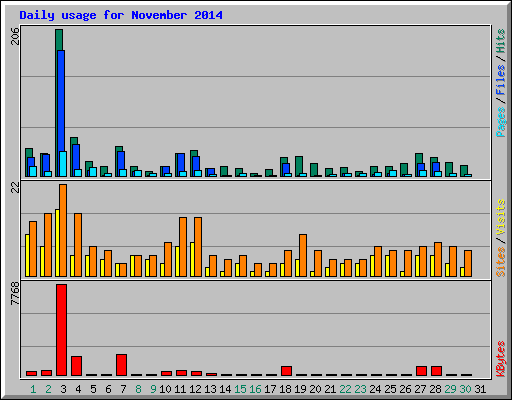 Daily usage for November 2014
206
Pages/Files/Hits
22
Sites/Visits
7768
KBytes
1 2 3 4 5 6 7 8 9 10 11 12 13 14 15 16 17 18 19 20 21 22 23 24 25 26 27 28 29 30 31